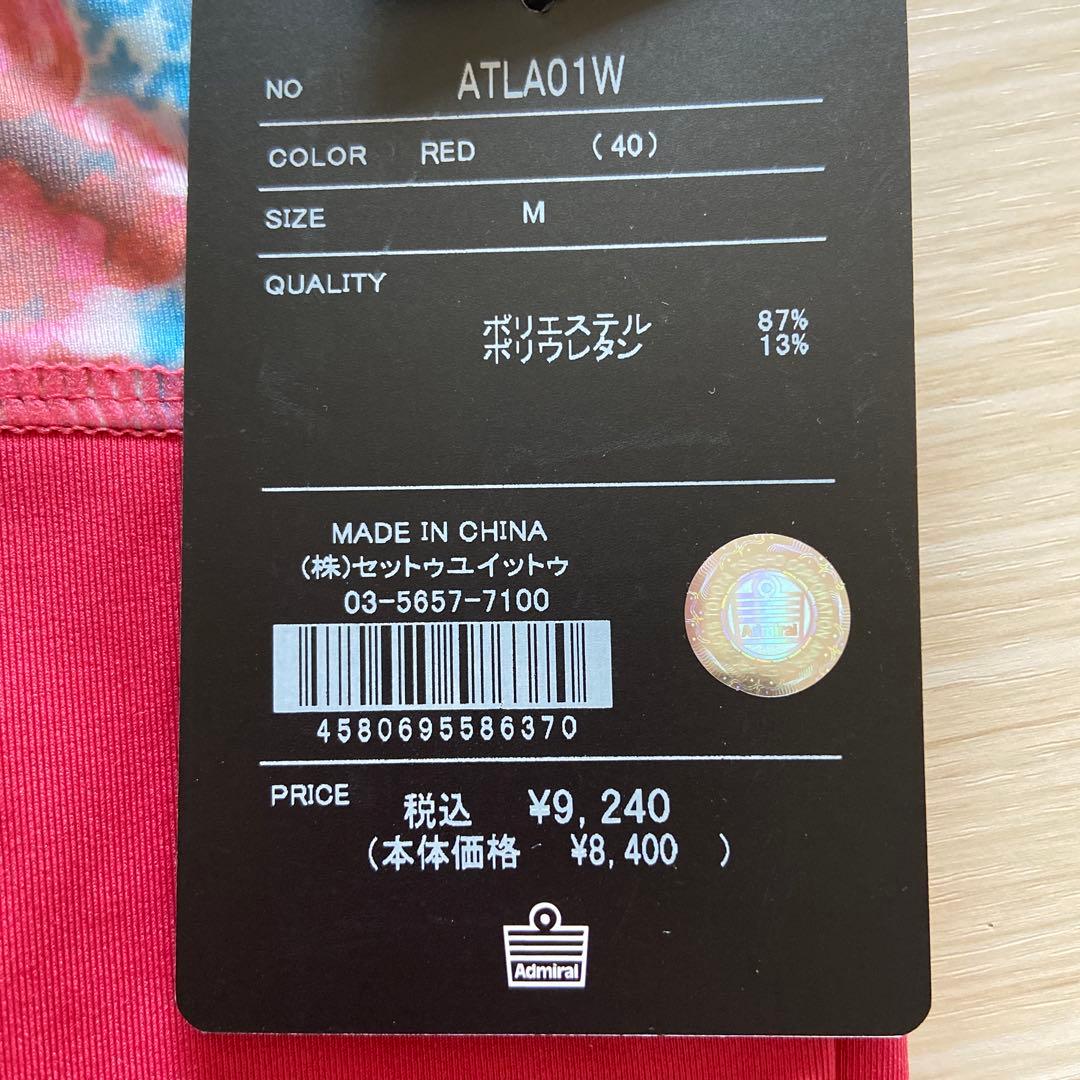 NO ATLA01W
COLOR RED (40)
SIZE M
QUALITY
ポリエステル 87%
ポリウレタン 13%
MADE IN CHINA
(株)セットゥユイットゥ
03-5657-7100
4580695586370
Admiral
PRICE 税込 ¥9,240
(本体価格 ¥8,400 )
Admiral